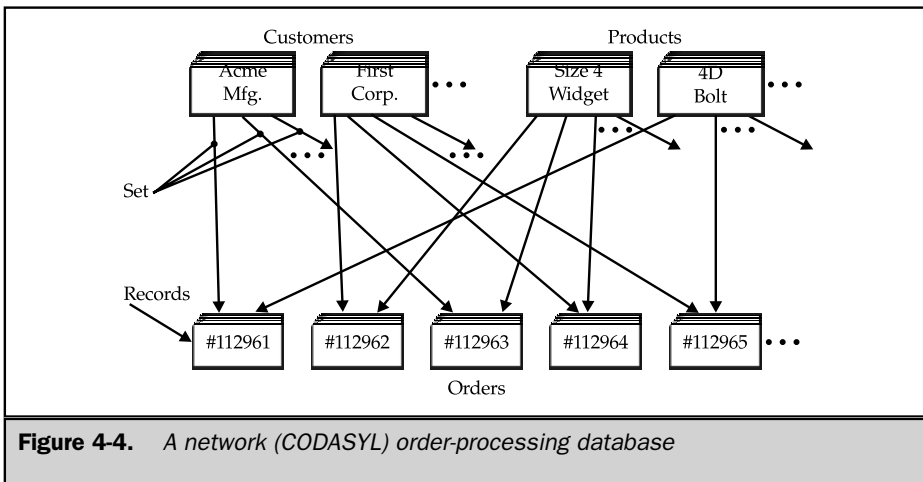 Customers
Products
Acme
Mfg.
First
Corp.
Size 4
Widget
4D
Bolt
Set
Records
#112961
#112962
#112963
#112964
#112965
Orders
Figure 4-4. A network (CODASYL) order-processing database